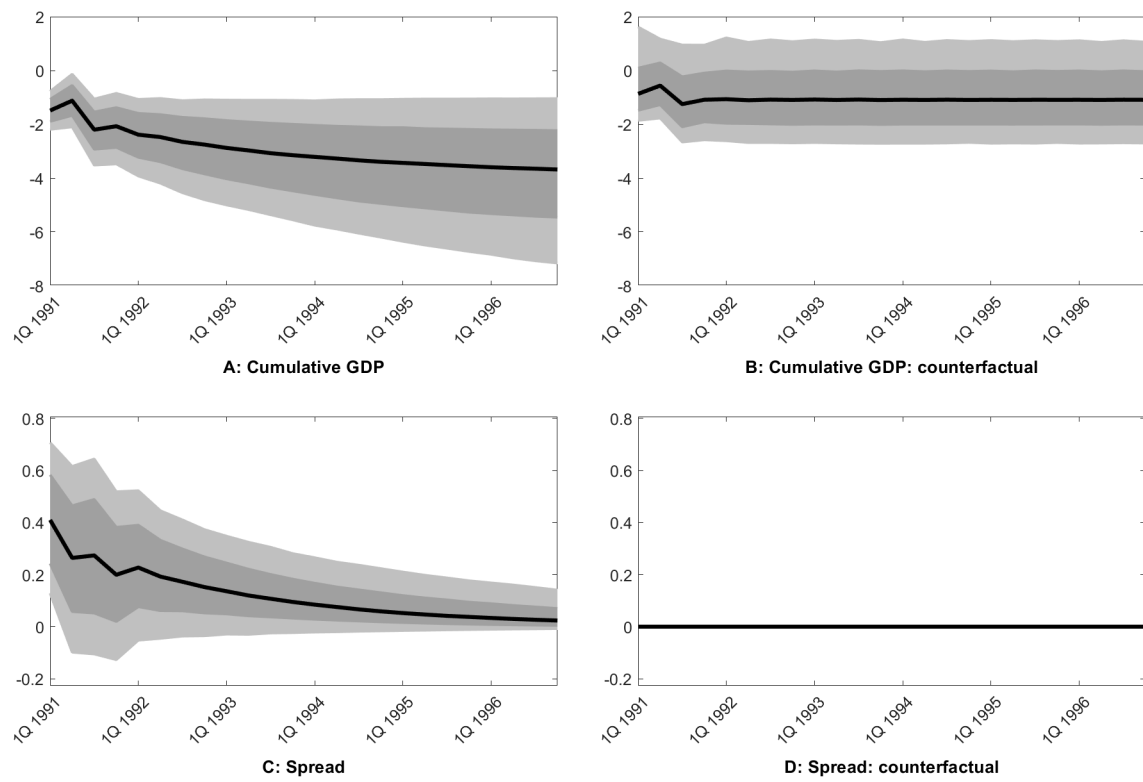 2
0
-2
-4
-6
-8
1Q 1991
1Q 1992
1Q 1993
1Q 1994
1Q 1995
1Q 1996
A: Cumulative GDP
2
0
-2
-4
-6
-8
1Q 1991
1Q 1992
1Q 1993
1Q 1994
1Q 1995
1Q 1996
B: Cumulative GDP: counterfactual
0.8
0.6
0.4
0.2
0
-0.2
1Q 1991
1Q 1992
1Q 1993
1Q 1994
1Q 1995
1Q 1996
C: Spread
0.8
0.6
0.4
0.2
0
-0.2
1Q 1991
1Q 1992
1Q 1993
1Q 1994
1Q 1995
1Q 1996
D: Spread: counterfactual